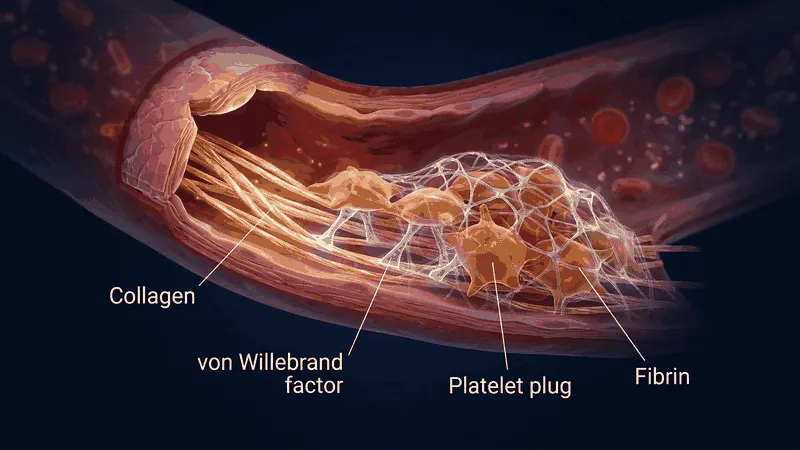 Collagen
von Willebrand
factor
Platelet plug
Fibrin